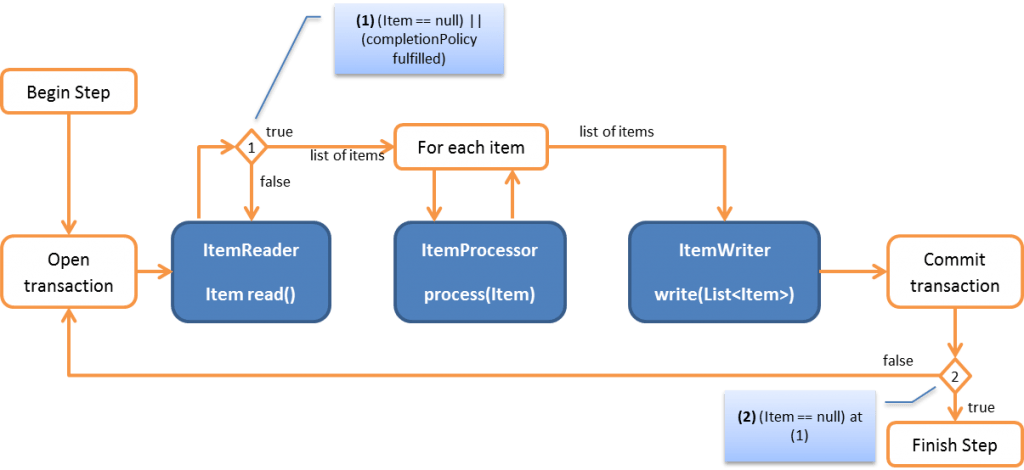 (1) (Item == null) ||
(completionPolicy
fulfilled)
Begin Step
true
1
list of items
false
For each item
list of items
Open
transaction
ItemReader
Item read()
ItemProcessor
process(Item)
ItemWriter
write(List<Item>)
Commit
transaction
false
2
true
(2) (Item == null) at
(1)
Finish Step